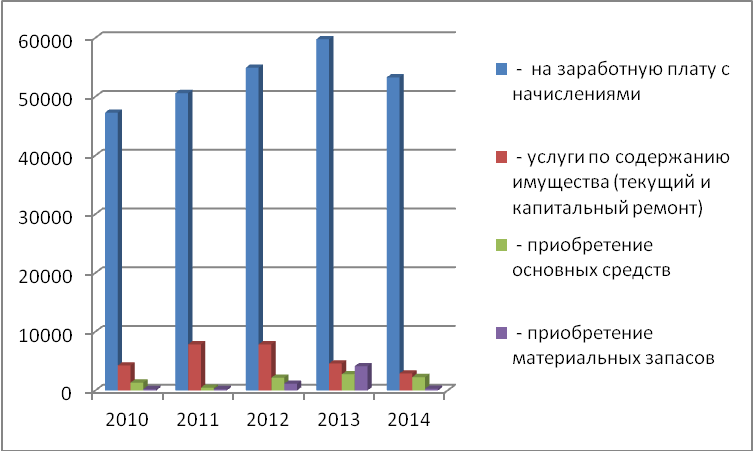 60000
50000
40000
30000
20000
10000
0
2010 2011 2012 2013 2014
- на заработную плату с
начислениями
- услуги по содержанию
имущества (текущий и
капитальный ремонт)
- приобретение
основных средств
- приобретение
материальных запасов